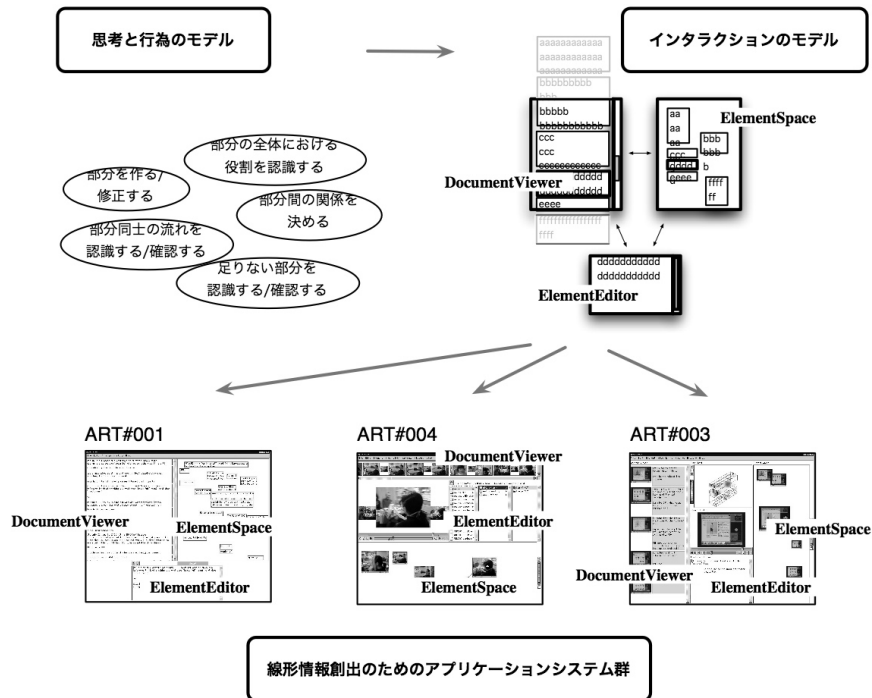 思考と行為のモデル
インタラクションのモデル
部分の全体における
役割を認識する
部分を作る/
修正する
部分間の関係を
決める
部分同士の流れを
認識する/確認する
足りない部分を
認識する/確認する
aaaaaaaaaaaa
aaaaaaaaaaaa
aaaaaaaaaaaa
bbbbbbbbb
bbb
bbbbb
bbbbbbbbbbb
ccc
ccc
cccccccccccc
ddddd
ddddd
eeee
ffffffffffffffff
ffff
DocumentViewer
ElementSpace
aa
aa
aa
bbb
bbb
b
ccc
dddd
eeee
ffff
ff
ddddddddddd
ddddddddddd
ElementEditor
ART#001
DocumentViewer
ElementSpace
ElementEditor
ART#004
DocumentViewer
ElementEditor
ElementSpace
ART#003
ElementSpace
DocumentViewer
ElementEditor
線形情報創出のためのアプリケーションシステム群